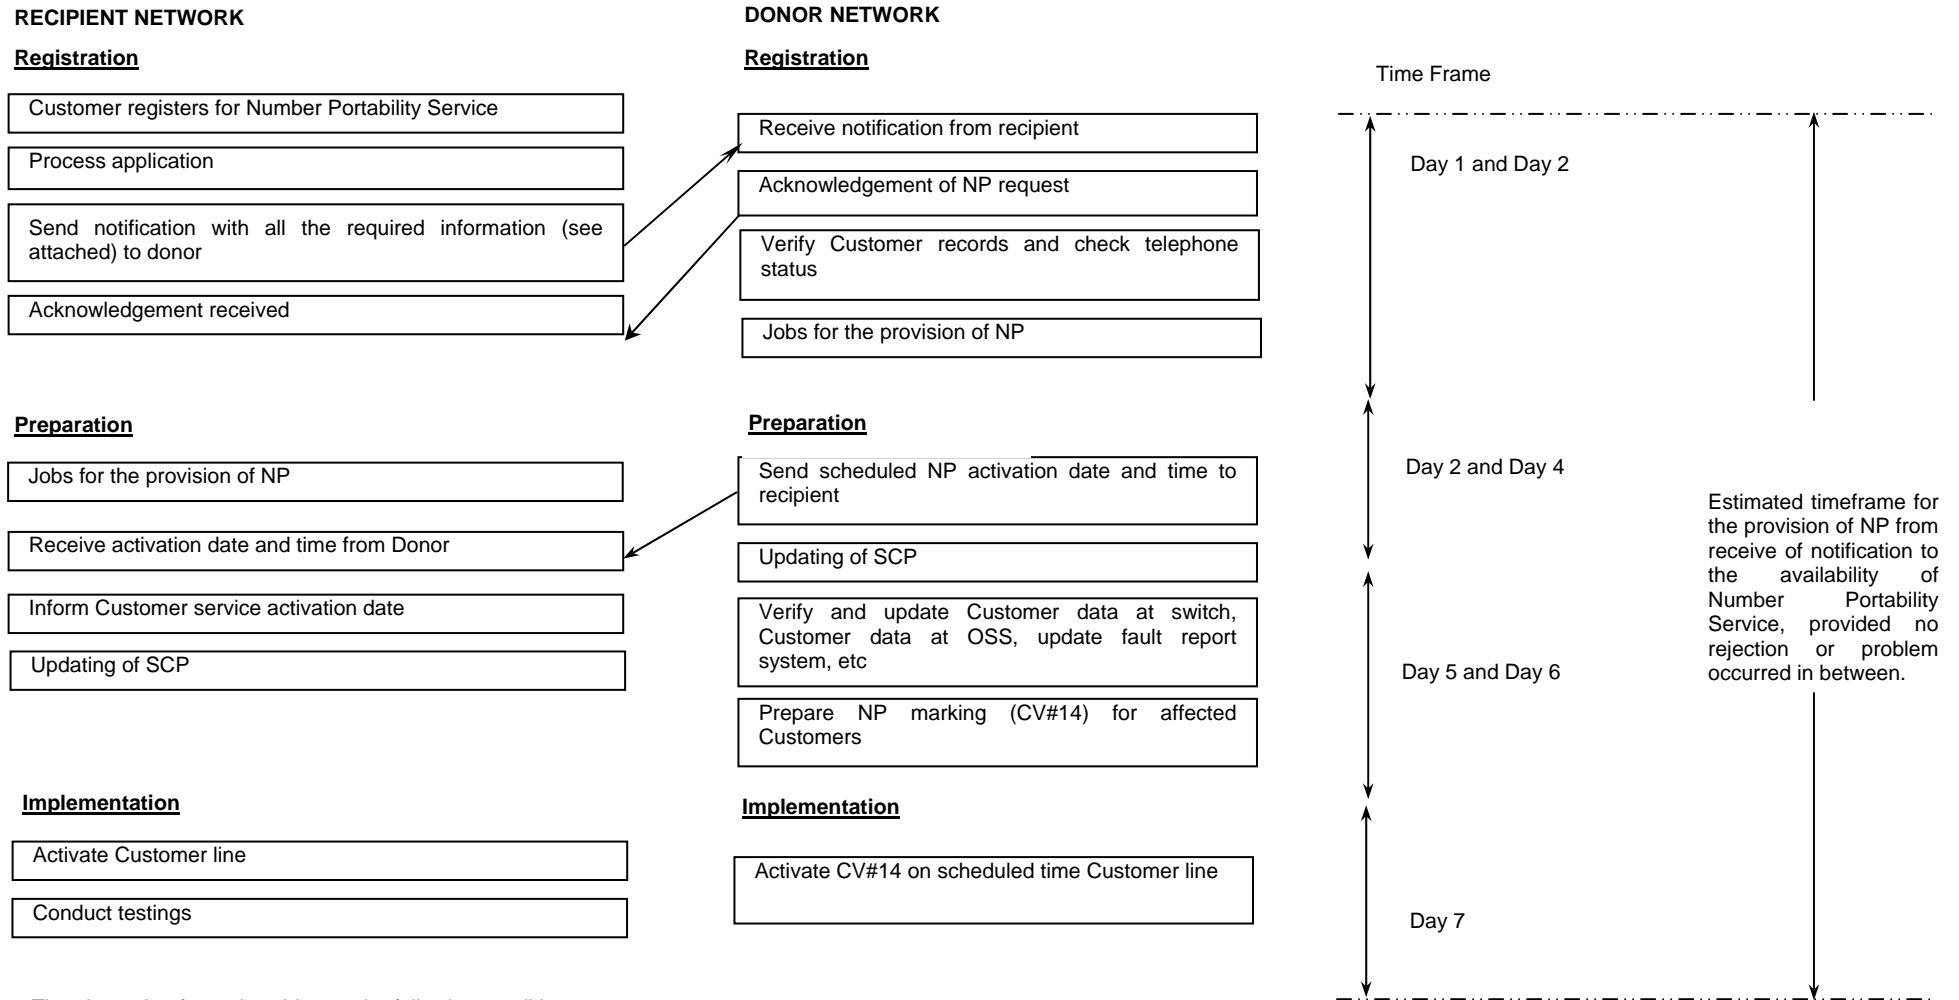 RECIPIENT NETWORK
Registration
Customer registers for Number Portability Service
Process application
Send notification with all the required information (see
attached) to donor
Acknowledgement received
Preparation
Jobs for the provision of NP
Receive activation date and time from Donor
Inform Customer service activation date
Updating of SCP
Implementation
Activate Customer line
Conduct testings
DONOR NETWORK
Registration
Receive notification from recipient
Acknowledgement of NP request
Verify Customer records and check telephone
status
Jobs for the provision of NP
Preparation
Send scheduled NP activation date and time to
recipient
Updating of SCP
Verify and update Customer data at switch,
Customer data at OSS, update fault report
system, etc
Prepare NP marking (CV#14) for affected
Customers
Implementation
Activate CV#14 on scheduled time Customer line
Time Frame
Day 1 and Day 2
Day 2 and Day 4
Day 5 and Day 6
Day 7
Estimated timeframe for
the provision of NP from
receive of notification to
the availability of
Number Portability
Service, provided no
rejection or problem
occurred in between.